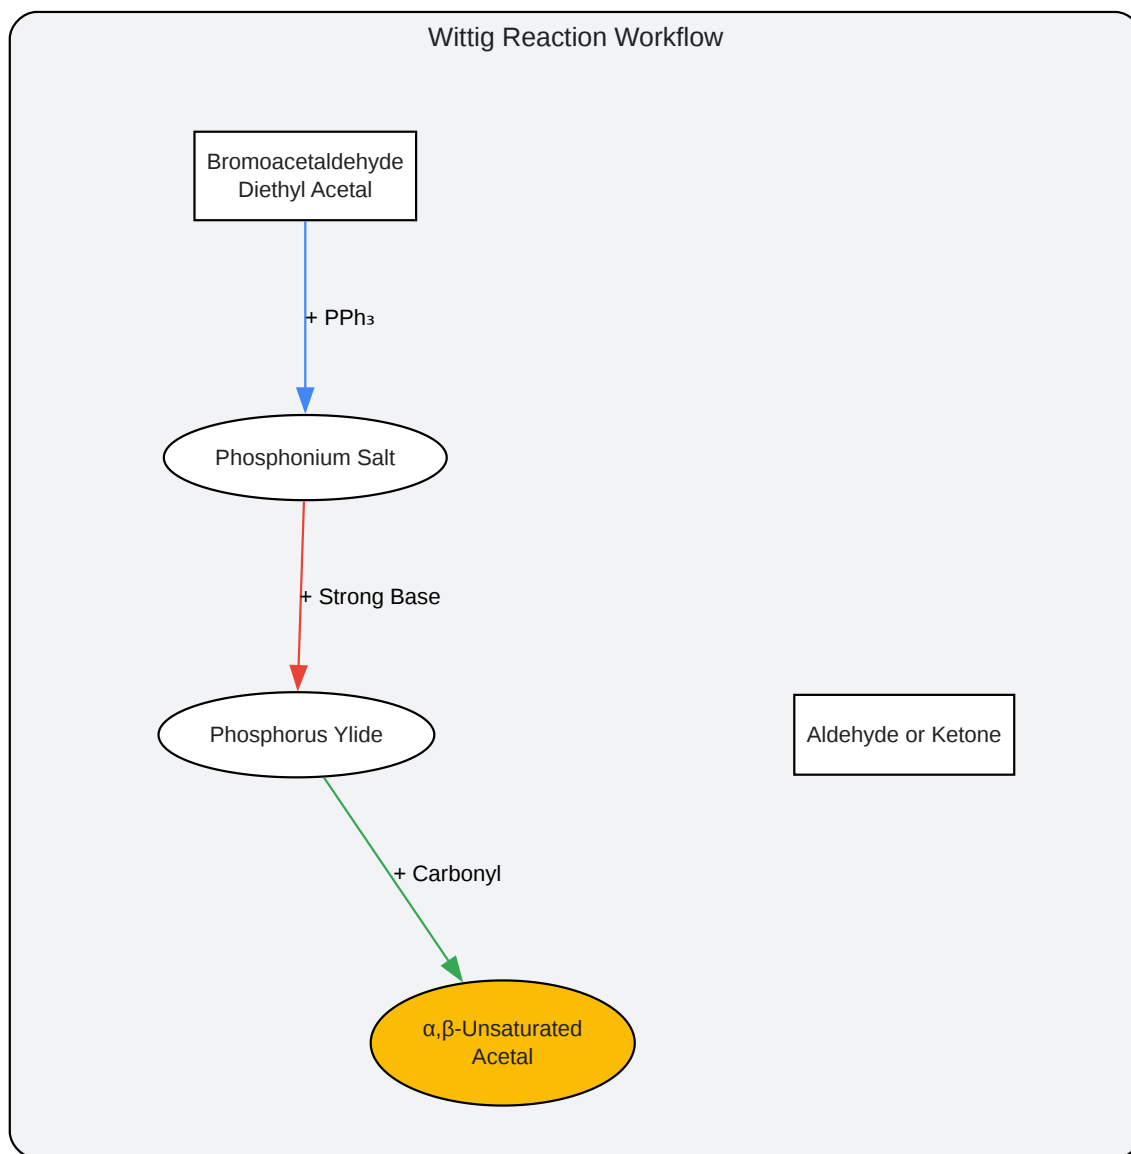 Wittig Reaction Workflow
Bromoacetaldehyde
Diethyl Acetal
+ PPh₃
Phosphonium Salt
+ Strong Base
Phosphorus Ylide
Aldehyde or Ketone
+ Carbonyl
α,β-Unsaturated
Acetal